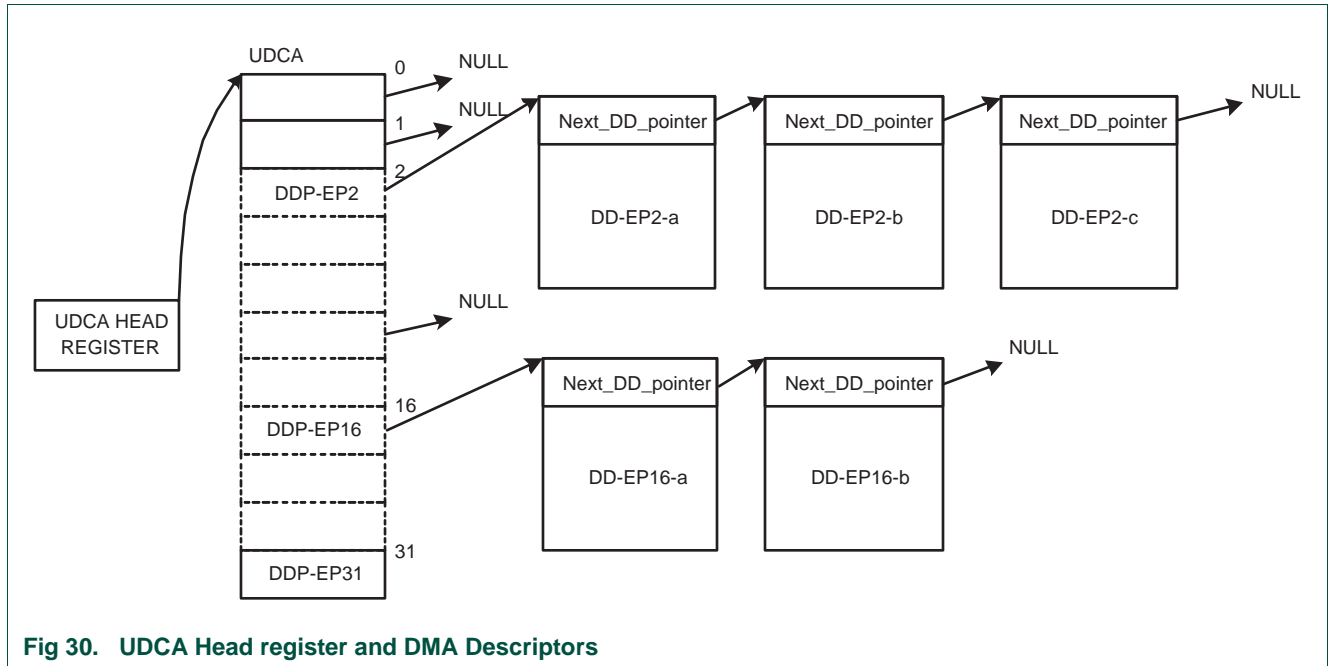 UDCA
0
NULL
NULL
1
NULL
2
Next_DD_pointer
Next_DD_pointer
Next_DD_pointer
DDP-EP2
DD-EP2-a
DD-EP2-b
DD-EP2-c
NULL
UDCA HEAD
REGISTER
NULL
Next_DD_pointer
Next_DD_pointer
16
DDP-EP16
DD-EP16-a
DD-EP16-b
31
DDP-EP31
Fig 30. UDCA Head register and DMA Descriptors